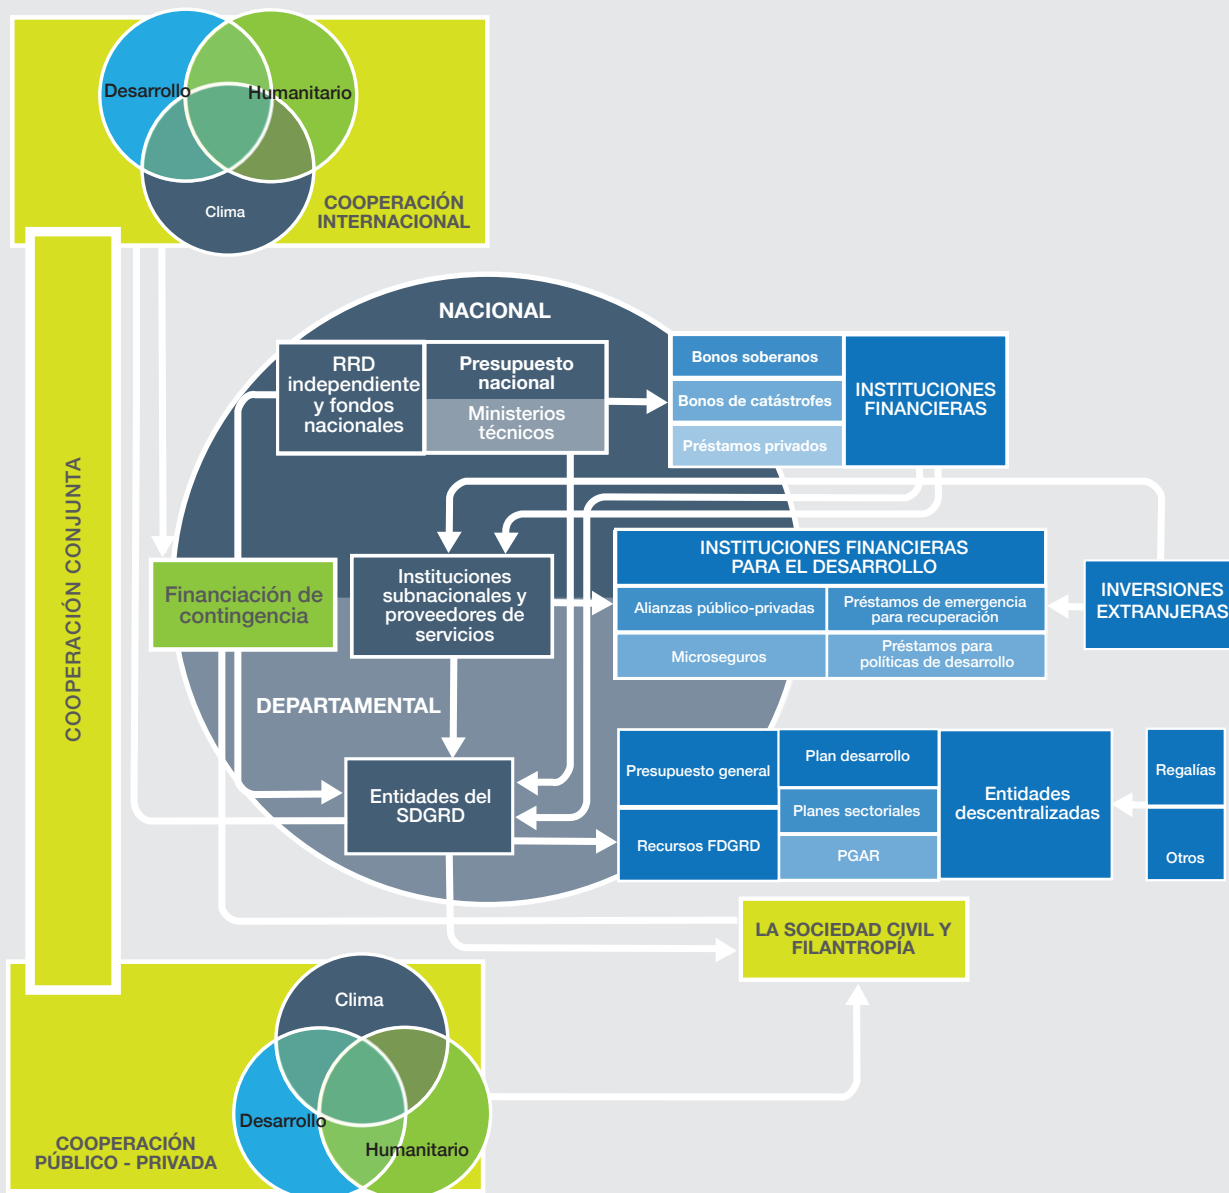 Desarrollo
Humanitario
Clima
COOPERACIÓN
INTERNACIONAL
COOPERACIÓN CONJUNTA
NACIONAL
RRD
independiente
y fondos
nacionales
Presupuesto
nacional
Ministerios
técnicos
Bonos soberanos
Bonos de catástrofes
Préstamos privados
INSTITUCIONES
FINANCIERAS
Financiación de
contingencia
Instituciones
subnacionales y
proveedores de
servicios
INSTITUCIONES FINANCIERAS
PARA EL DESARROLLO
Alianzas público-privadas
Préstamos de emergencia
para recuperación
Microseguros
Préstamos para
políticas de desarrollo
INVERSIONES
EXTRANJERAS
DEPARTAMENTAL
Entidades del
SDGRD
Presupuesto general
Recursos FDGRD
Plan desarrollo
Planes sectoriales
PGAR
Entidades
descentralizadas
Regalías
Otros
LA SOCIEDAD CIVIL Y
FILANTROPÍA
Clima
Desarrollo
Humanitario
COOPERACIÓN
PÚBLICO - PRIVADA